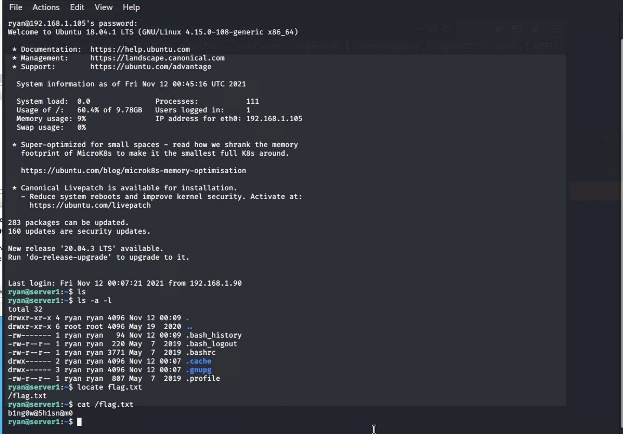 File Actions Edit View Help
ryan@192.168.1.105's password:
Welcome to Ubuntu 18.04.1 LTS (GNU/Linux 4.15.0-108-generic x86_64)
* Documentation: https://help.ubuntu.com
* Management: https://landscape.canonical.com
* Support: https://ubuntu.com/advantage
System information as of Fri Nov 12 00:45:16 UTC 2021
System load: 0.0 Processes: 111
Usage of /: 60.4% of 9.78GB Users logged in: 1
Memory usage: 9% IP address for eth0: 192.168.1.105
Swap usage: 0%
* Super-optimized for small spaces - read how we shrank the memory
footprint of MicroK8s to make it the smallest full K8s around.
https://ubuntu.com/blog/microk8s-memory-optimisation
* Canonical Livepatch is available for installation.
- Reduce system reboots and improve kernel security. Activate at:
https://ubuntu.com/livepatch
283 packages can be updated.
160 updates are security updates.
New release '20.04.3 LTS' available.
Run 'do-release-upgrade' to upgrade to it.
Last login: Fri Nov 12 00:07:21 2021 from 192.168.1.90
ryan@server1:~$ ls
ryan@server1:~$ ls -a -l
total 32
drwxr-xr-x 4 ryan ryan 4096 Nov 12 00:09 .
drwxr-xr-x 6 root root 4096 May 19 2020 ..
-rw------- 1 ryan ryan 94 Nov 12 00:09 .bash_history
-rw-r--r-- 1 ryan ryan 220 May 7 2019 .bash_logout
-rw-r--r-- 1 ryan ryan 3771 May 7 2019 .bashrc
drwx------ 2 ryan ryan 4096 Nov 12 00:07 .cache
drwx------ 3 ryan ryan 4096 Nov 12 00:07 .gnupg
-rw-r--r-- 1 ryan ryan 807 May 7 2019 .profile
ryan@server1:~$ locate flag.txt
/flag.txt
ryan@server1:~$ cat /flag.txt
b1ng0w@5h1sn@m0
ryan@server1:~$